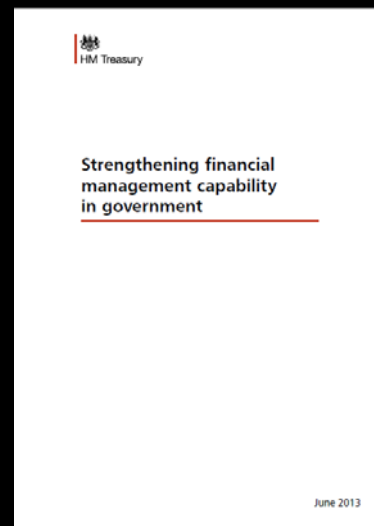 HM Treasury
Strengthening financial
management capability
in government
June 2013